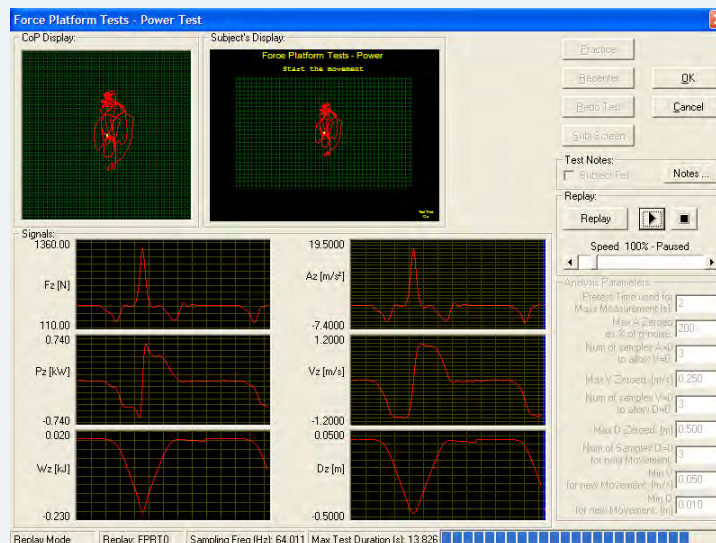 Force Platform Tests - Power Test
CoP Display:
Subject's Display:
Force Platform Tests - Power
Start the movement
Practice
Recenter
OK
Redo Test
Cancel
Sub Screen
Test Notes:
Subject Fell
Notes ...
Replay:
Replay
Speed 100% - Paused
Signals:
1360.00
Fz [N]
110.00
19.5000
Az [m/s²]
-7.4000
0.740
Pz [kW]
-0.740
1.2000
Vz [m/s]
-1.2000
0.020
Wz [kJ]
-0.230
0.0500
Dz [m]
-0.5000
Analysis Parameters
Pretest Time used for
Mass Measurement [s]:
2
Max A Zeroed
as % of g-noise.
200
Num of samples A=0
to allow V=0
3
Max V Zeroed. [m/s]
0.250
Num of samples V=0
to allow D=0
3
Max D Zeroed. [m]
0.500
Num of Samples D=0
for new Movement.
3
Min V
for new Movement. [m/s]
0.050
Min D
for new Movement. [m]
0.010
Replay Mode
Replay: FPRT0
Sampling Freq (Hz): 64.011
Max Test Duration (s): 13.826